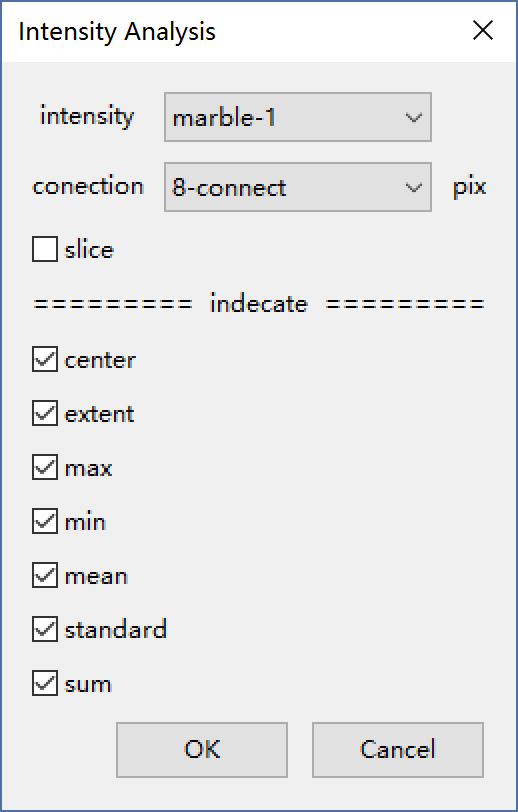 Intensity Analysis
intensity marble-1
conection 8-connect pix
slice
========= indecate =========
center
extent
max
min
mean
standard
sum
OK Cancel